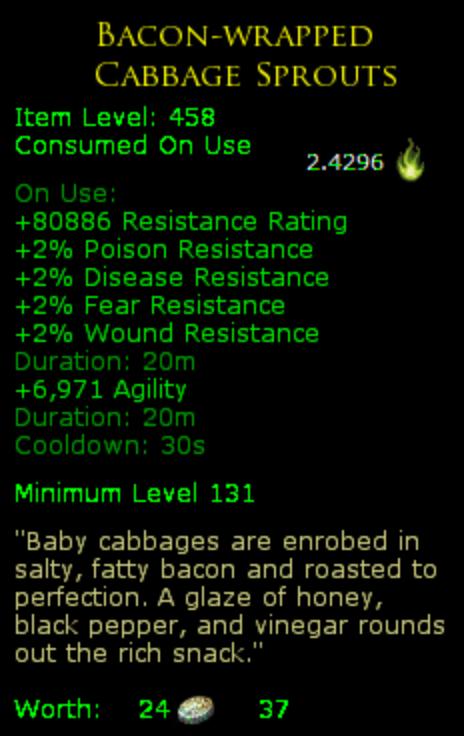 BACON-WRAPPED
CABBAGE SPROUTS
Item Level: 458
Consumed On Use
2.4296
On Use:
+80886 Resistance Rating
+2% Poison Resistance
+2% Disease Resistance
+2% Fear Resistance
+2% Wound Resistance
Duration: 20m
+6,971 Agility
Duration: 20m
Cooldown: 30s
Minimum Level 131
"Baby cabbages are enrobed in
salty, fatty bacon and roasted to
perfection. A glaze of honey,
black pepper, and vinegar rounds
out the rich snack."
Worth: 24 37